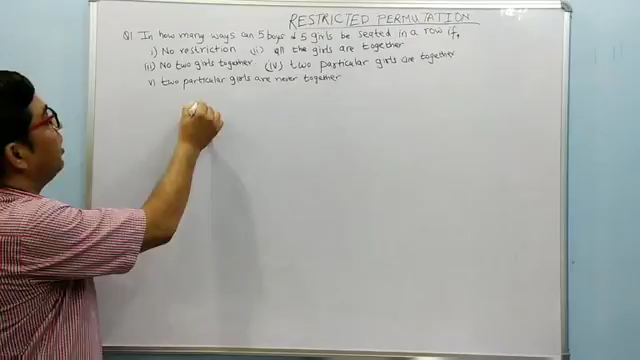 RESTRICTED PERMUTATION
Q1 In how many ways can 5 boys & 5 girls be seated in a row if,
i) No restriction (ii) all the girls are together
(iii) No two girls together (iv) two particular girls are together
v) two particular girls are never together